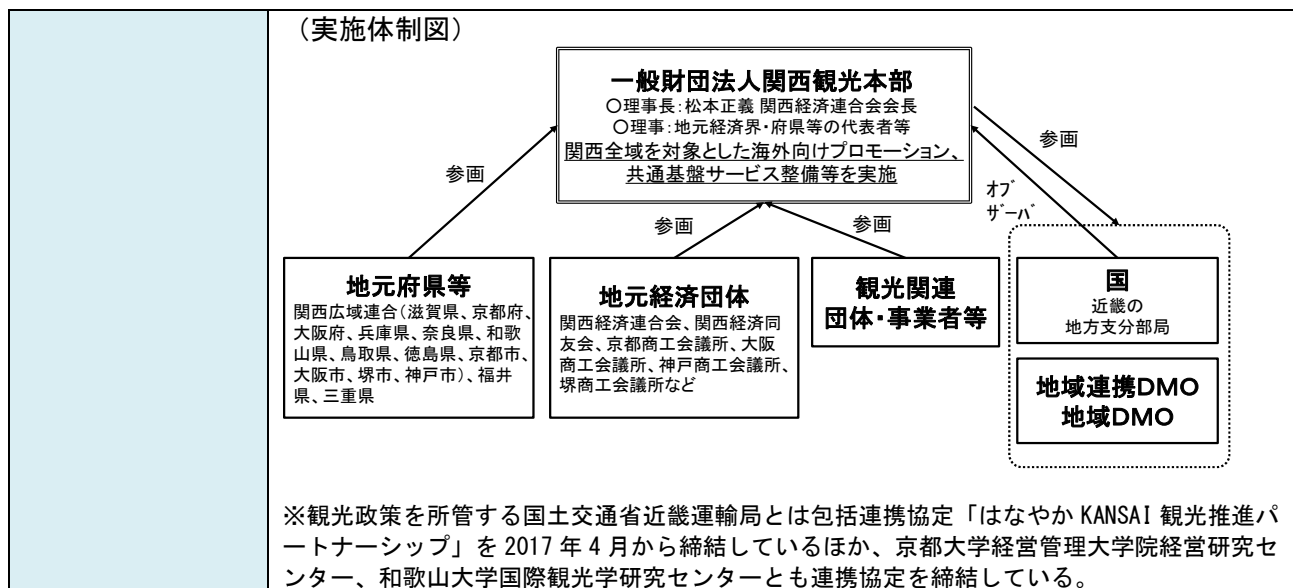 （実施体制図）
一般財団法人関西観光本部
○理事長：松本正義 関西経済連合会会長
○理事：地元経済界・府県等の代表者等
関西全域を対象とした海外向けプロモーション、
共通基盤サービス整備等を実施
参画
参画
参画
参画
オブ
ザーバ
地元府県等
関西広域連合（滋賀県、京都府、
大阪府、兵庫県、奈良県、和歌
山県、鳥取県、徳島県、京都市、
大阪市、堺市、神戸市）、福井
県、三重県
地元経済団体
関西経済連合会、関西経済同
友会、京都商工会議所、大阪
商工会議所、神戸商工会議所、
堺商工会議所など
観光関連
団体・事業者等
国
近畿の
地方支分部局
地域連携DMO
地域DMO
※観光政策を所管する国土交通省近畿運輸局とは包括連携協定「はなやか KANSAI 観光推進パ
ートナーシップ」を 2017 年 4 月から締結しているほか、京都大学経営管理大学院経営研究セ
ンター、和歌山大学国際観光学研究センターとも連携協定を締結している。